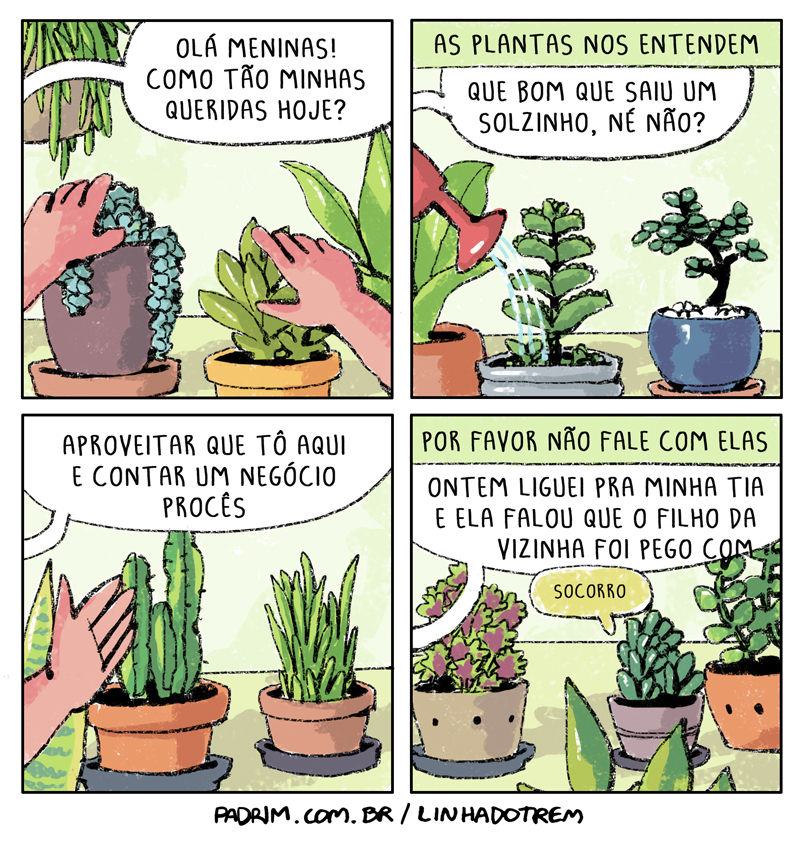 OLÁ MENINAS!
COMO TÃO MINHAS
QUERIDAS HOJE?
AS PLANTAS NOS ENTENDEM
QUE BOM QUE SAIU UM
SOLZINHO, NÉ NÃO?
APROVEITAR QUE TÔ AQUI
E CONTAR UM NEGÓCIO
PROCÊS
POR FAVOR NÃO FALE COM ELAS
ONTEM LIGUEI PRA MINHA TIA
E ELA FALOU QUE O FILHO DA
VIZINHA FOI PEGO COM
SOCORRO
PADRIM.COM.BR / LINHADOTREM